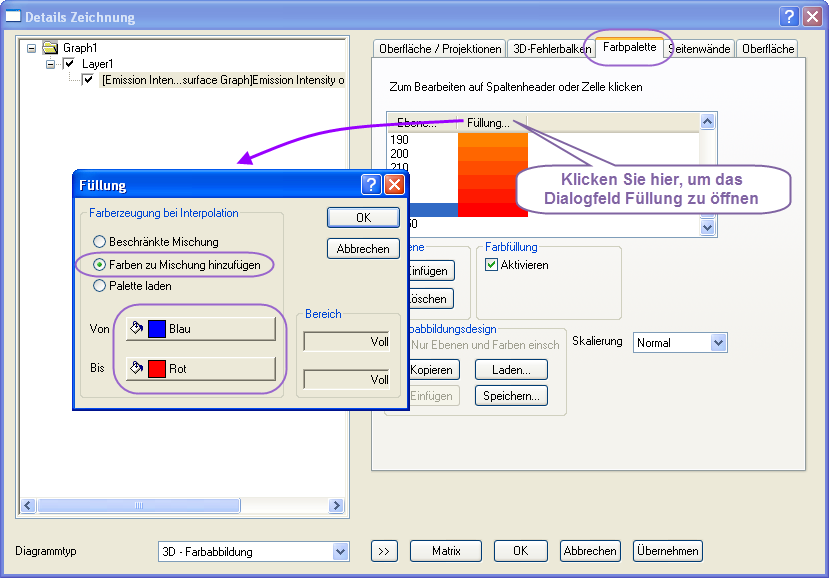 Details Zeichnung
Graph1
Layer1
[Emission Inten...surface Graph]Emission Intensity o
Oberfläche / Projektionen
3D-Fehlerbalken
Farbpalette
Seitenwände
Oberfläche
Zum Bearbeiten auf Spaltenheader oder Zelle klicken
Ebene...
Füllung...
190
200
210
Klicken Sie hier, um das
Dialogfeld Füllung zu öffnen
Füllung
Farberzeugung bei Interpolation
Beschränkte Mischung
Farben zu Mischung hinzufügen
Palette laden
Von
Blau
Bis
Rot
OK
Abbrechen
Bereich
Voll
Voll
ene
infügen
öschen
Farbfüllung
Aktivieren
babbildungsdesign
Nur Ebenen und Farben einsch
Kopieren
Laden...
Einfügen
Speichern...
Skalierung
Normal
Diagrammtyp
3D - Farbabbildung
>>
Matrix
OK
Abbrechen
Übernehmen